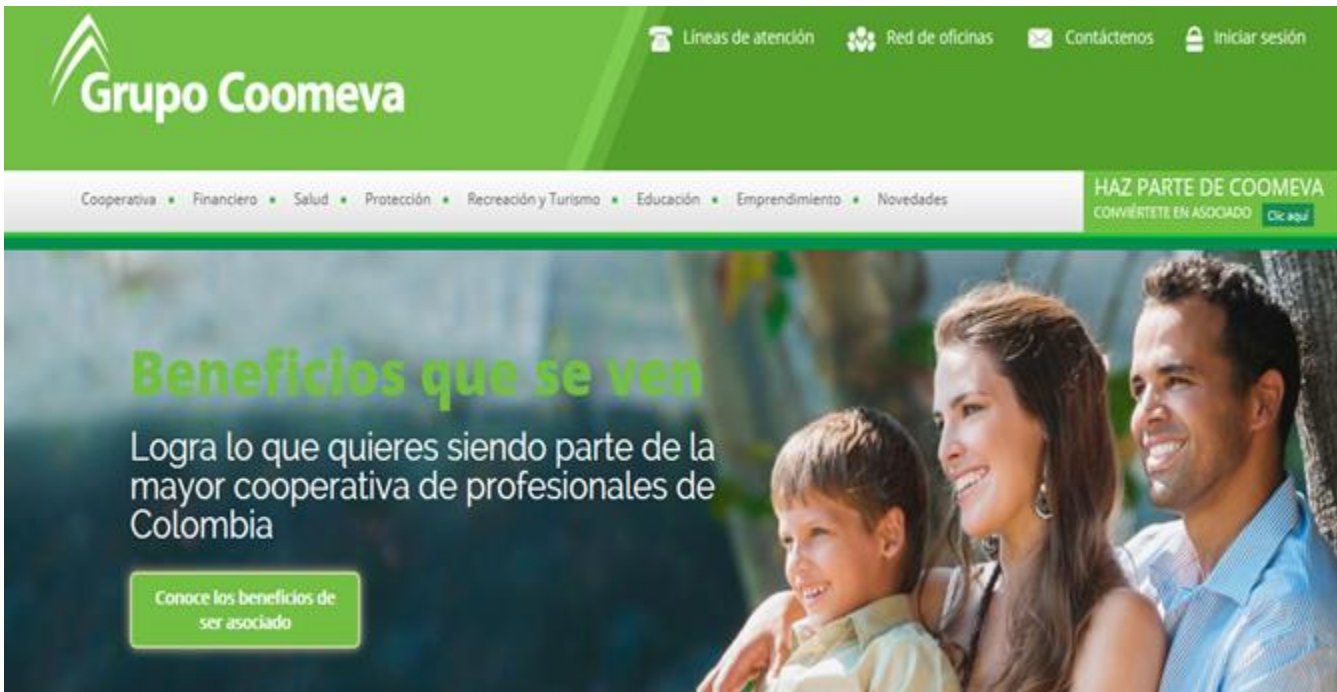 Líneas de atención
Red de oficinas
Contáctenos
Iniciar sesión
Grupo Coomeva
Cooperativa • Financiero • Salud • Protección • Recreación y Turismo • Educación • Emprendimiento • Novedades
HAZ PARTE DE COOMEVA
CONVIÉRTETE EN ASOCIADO Clic aquí
Beneficios que se ven
Logra lo que quieres siendo parte de la
mayor cooperativa de profesionales de
Colombia
Conoce los beneficios de
ser asociado